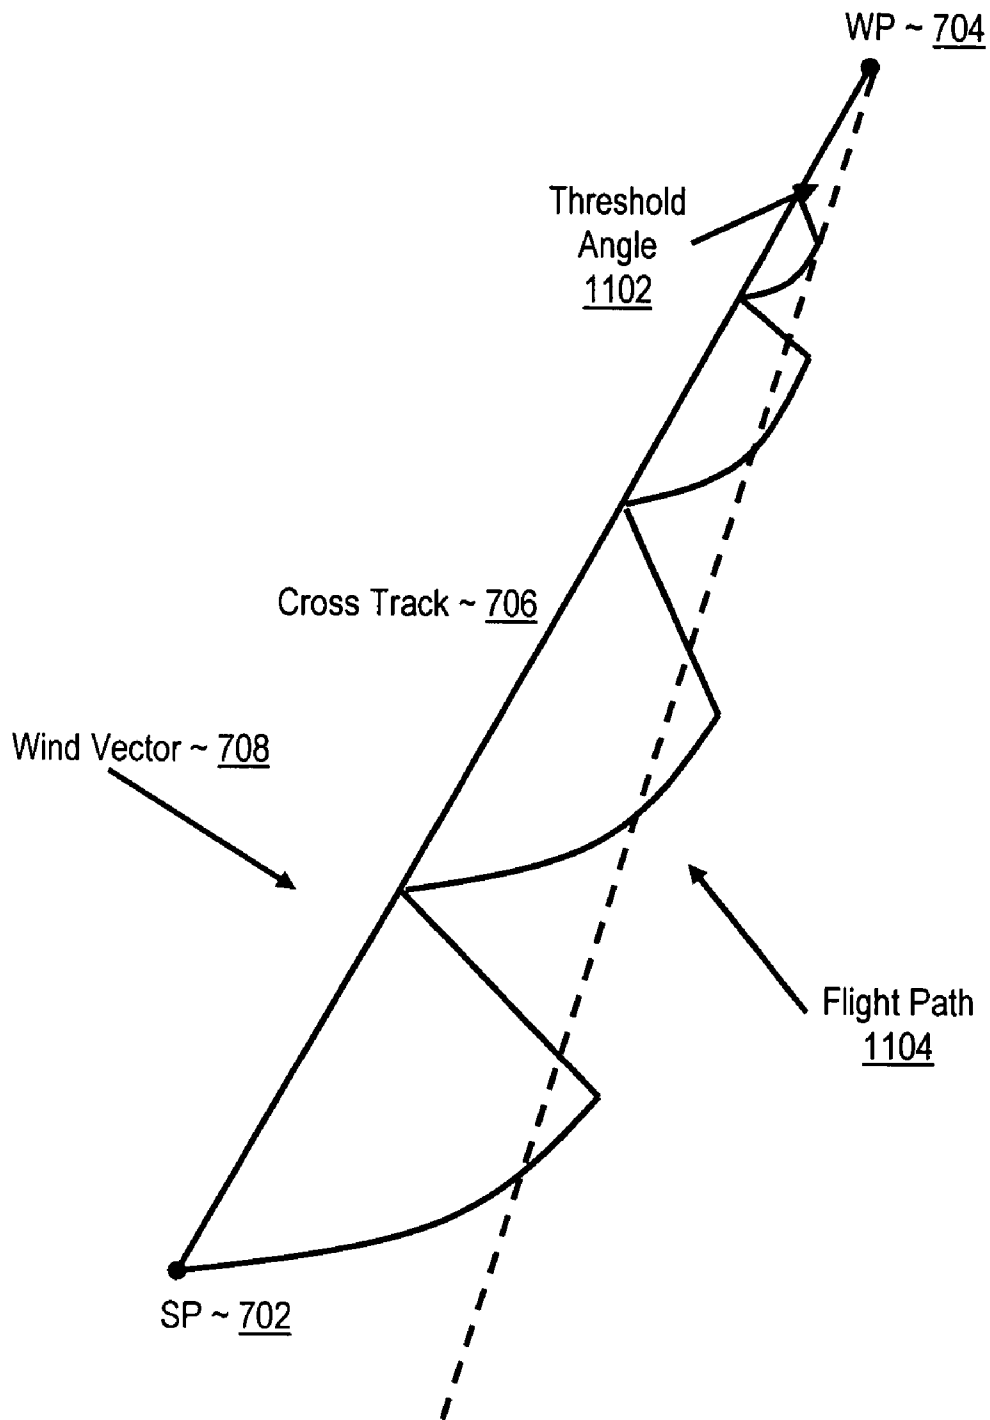 WP ~ 704
Threshold
Angle
1102
Cross Track ~ 706
Wind Vector ~ 708
Flight Path
1104
SP ~ 702